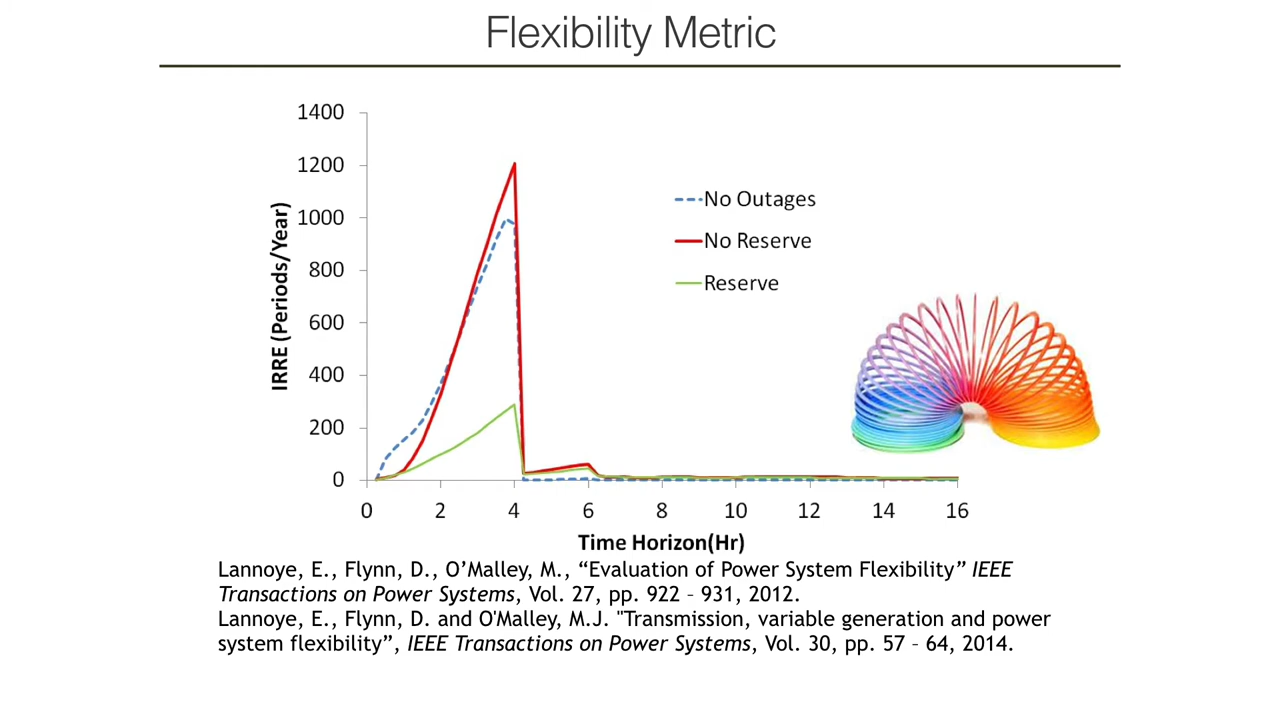 Flexibility Metric
1400
1200
1000
800
600
400
200
0
IRRE (Periods/Year)
No Outages
No Reserve
Reserve
0 2 4 6 8 10 12 14 16
Time Horizon(Hr)
Lannoye, E., Flynn, D., O’Malley, M., “Evaluation of Power System Flexibility” IEEE
Transactions on Power Systems, Vol. 27, pp. 922 – 931, 2012.
Lannoye, E., Flynn, D. and O'Malley, M.J. "Transmission, variable generation and power
system flexibility”, IEEE Transactions on Power Systems, Vol. 30, pp. 57 – 64, 2014.